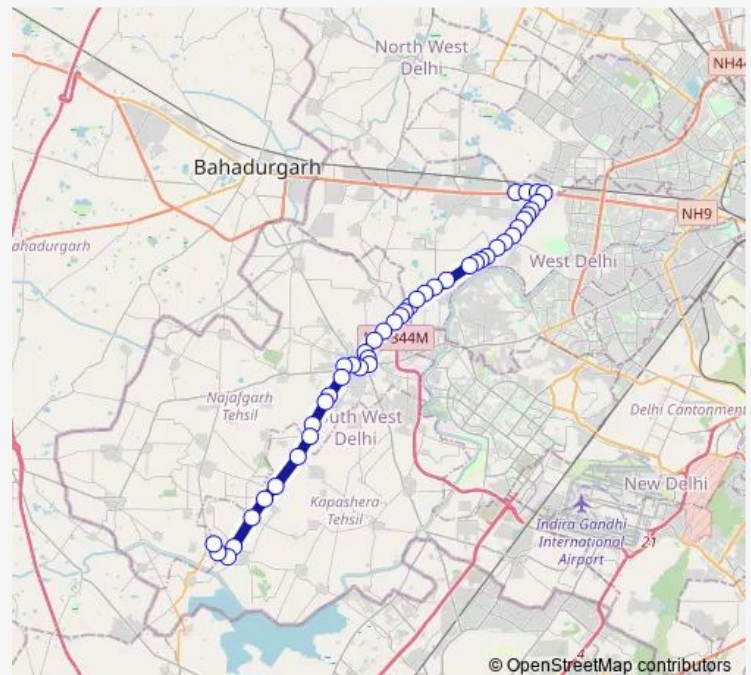 North West
Delhi
NH44
Bahadurgarh
NH9
ahadurgarh
West Delhi
344M
Najafgarh
Tehsil
uth West
Delhi
Delhi Cantonment
New Delhi
Kapashera
Tehsil
Indira Gandhi
International
Airport
21
4
© OpenStreetMap contributors